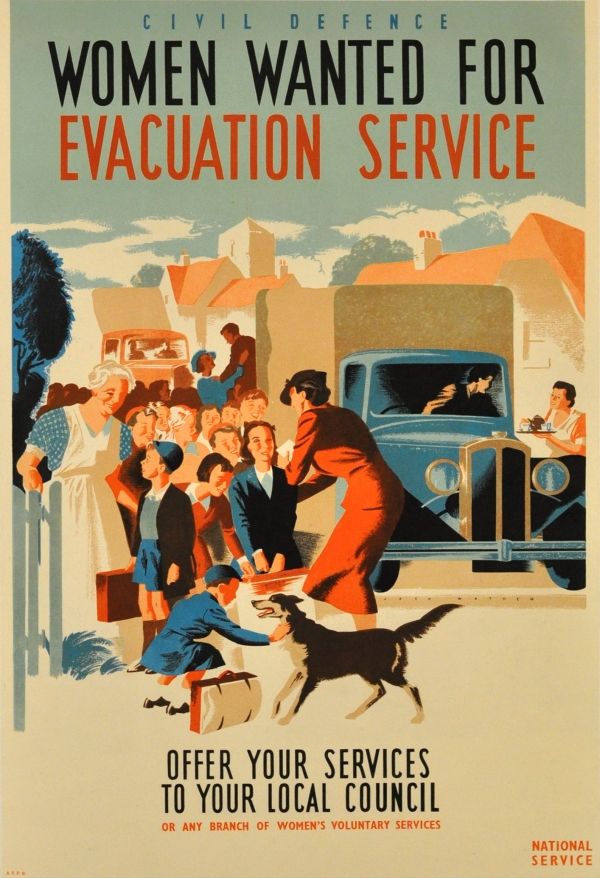 CIVIL DEFENCE
WOMEN WANTED FOR
EVACUATION SERVICE
OFFER YOUR SERVICES
TO YOUR LOCAL COUNCIL
OR ANY BRANCH OF WOMEN'S VOLUNTARY SERVICES
NATIONAL
SERVICE